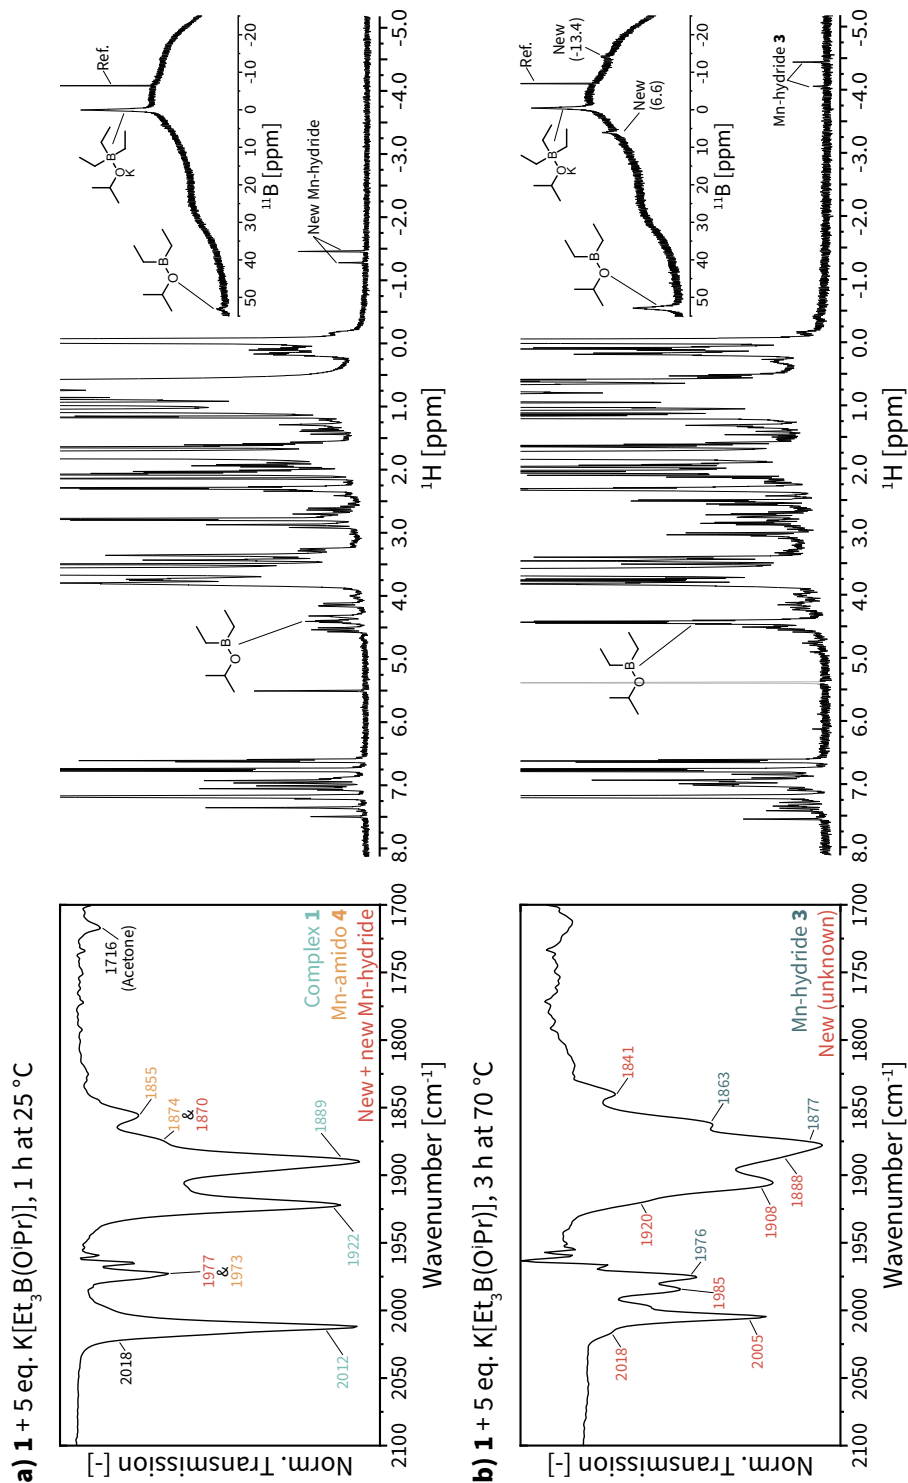 a) 1 + 5 eq. K[Et3B(OiPr)], 1 h at 25 °C
Norm. Transmission [-]
2018
2012
1977
&
1973
1922
1889
1874
&
1870
1855
1716
(Acetone)
Complex 1
Mn-amido 4
New + new Mn-hydride
2100 2050 2000 1950 1900 1850 1800 1750 1700
Wavenumber [cm-1]
O
B
New Mn-hydride
8.0 7.0 6.0 5.0 4.0 3.0 2.0 1.0 0.0 -1.0 -2.0 -3.0 -4.0 -5.0
1H [ppm]
O
B
O
K
B
Ref.
50 40 30 20 10 0 -10 -20
11B [ppm]
b) 1 + 5 eq. K[Et3B(OiPr)], 3 h at 70 °C
Norm. Transmission [-]
2018
2005
1985
1976
1920
1908
1888
1877
1863
1841
Mn-hydride 3
New (unknown)
2100 2050 2000 1950 1900 1850 1800 1750 1700
Wavenumber [cm-1]
O
B
Mn-hydride 3
8.0 7.0 6.0 5.0 4.0 3.0 2.0 1.0 0.0 -1.0 -2.0 -3.0 -4.0 -5.0
1H [ppm]
O
B
O
K
B
Ref.
New
(6.6)
New
(-13.4)
50 40 30 20 10 0 -10 -20
11B [ppm]